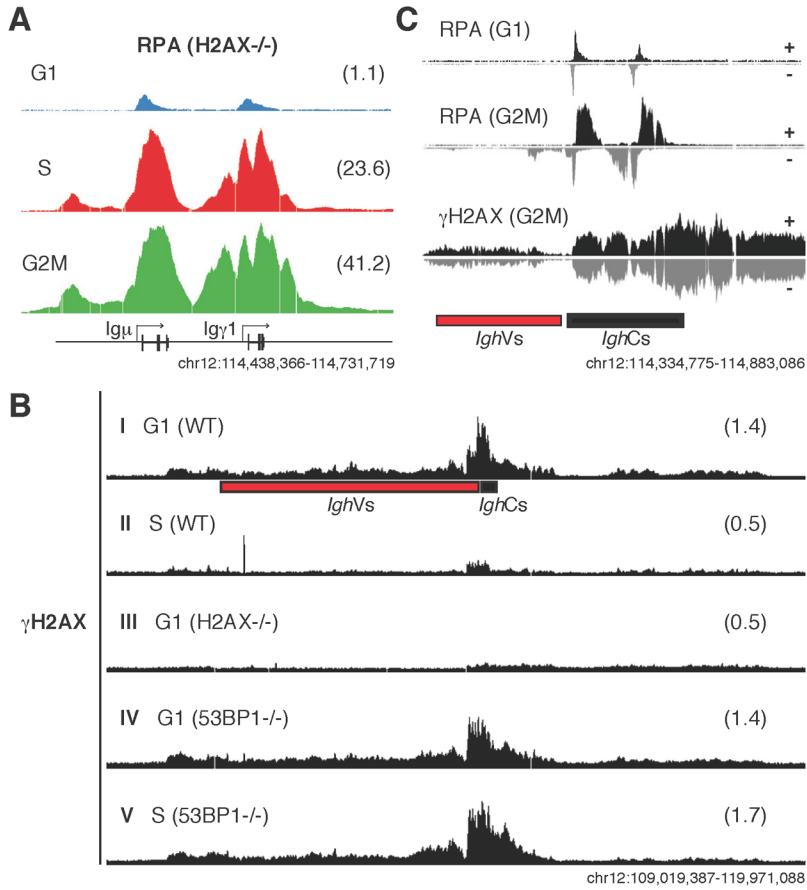 A
RPA (H2AX-/-)
G1 (1.1)
S (23.6)
G2M (41.2)
Igμ Igγ1
chr12:114,438,366-114,731,719
C
RPA (G1)
+
-
RPA (G2M)
+
-
γH2AX (G2M)
+
-
IghVs IghCs
chr12:114,334,775-114,883,086
B
γH2AX
I G1 (WT) (1.4)
IghVs IghCs
II S (WT) (0.5)
III G1 (H2AX-/-) (0.5)
IV G1 (53BP1-/-) (1.4)
V S (53BP1-/-) (1.7)
chr12:109,019,387-119,971,088